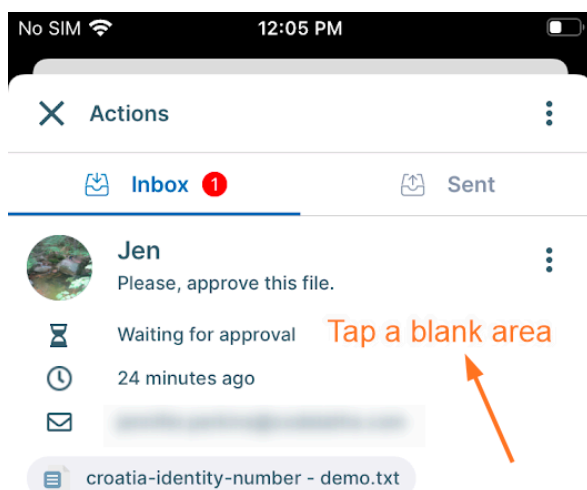 No SIM 12:05 PM
Actions
Inbox 1 Sent
Jen
Please, approve this file.
Waiting for approval
Tap a blank area
24 minutes ago
croatia-identity-number - demo.txt